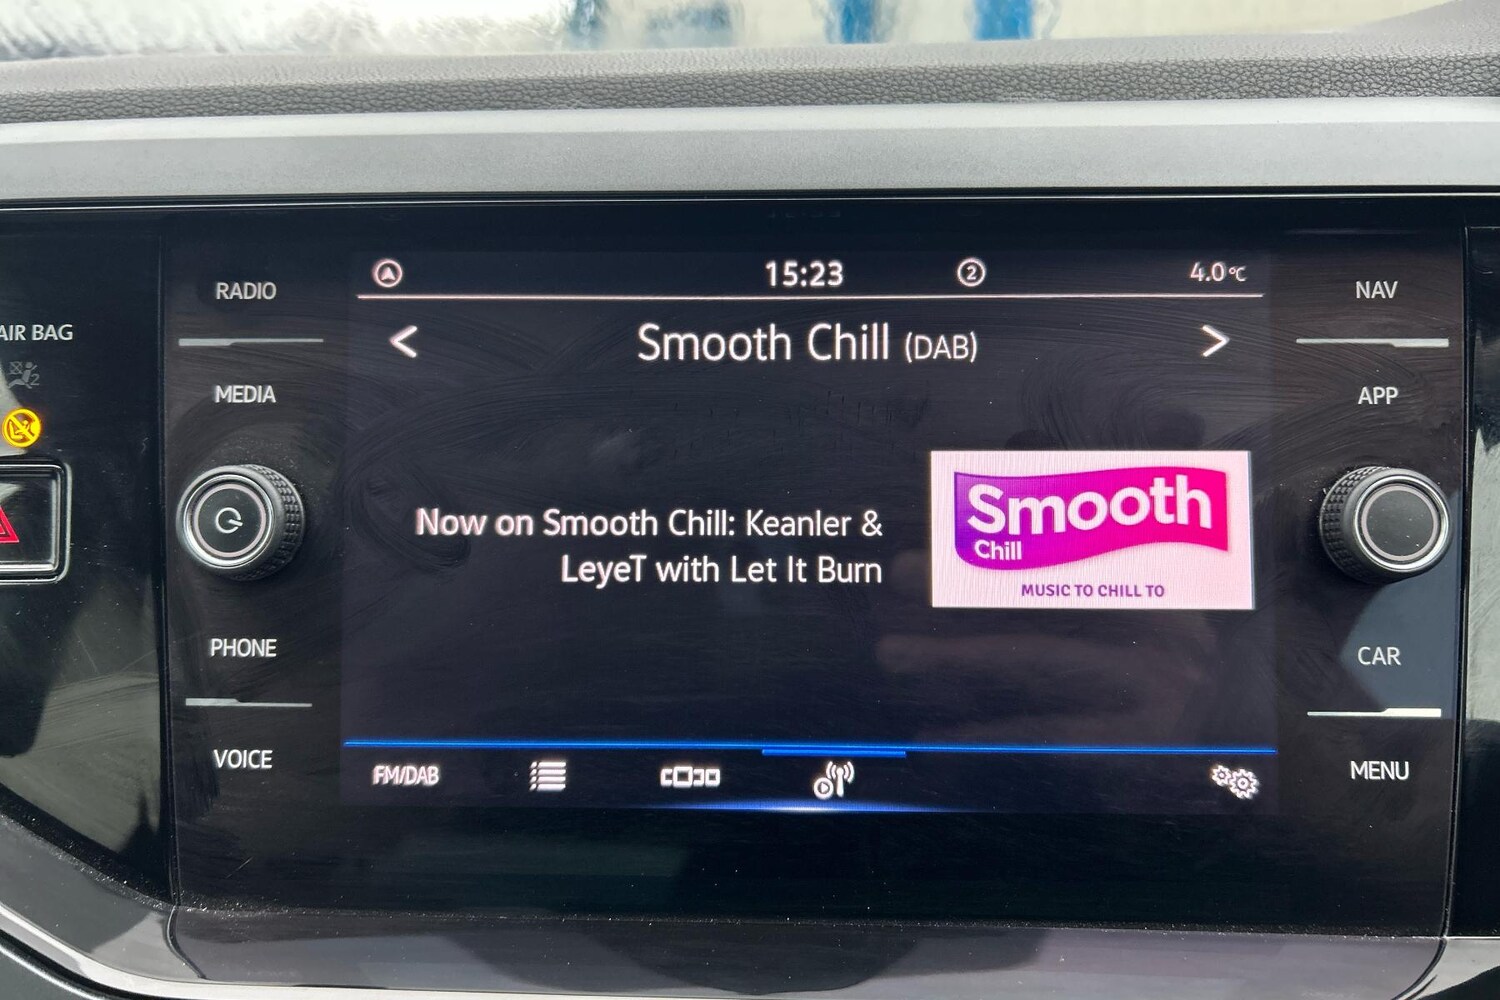 15:23
2
4.0°C
RADIO
NAV
AIR BAG
< Smooth Chill (DAB) >
MEDIA
APP
Smooth
Chill
MUSIC TO CHILL TO
Now on Smooth Chill: Keanler &
LeyeT with Let It Burn
PHONE
CAR
VOICE
MENU
FM/DAB